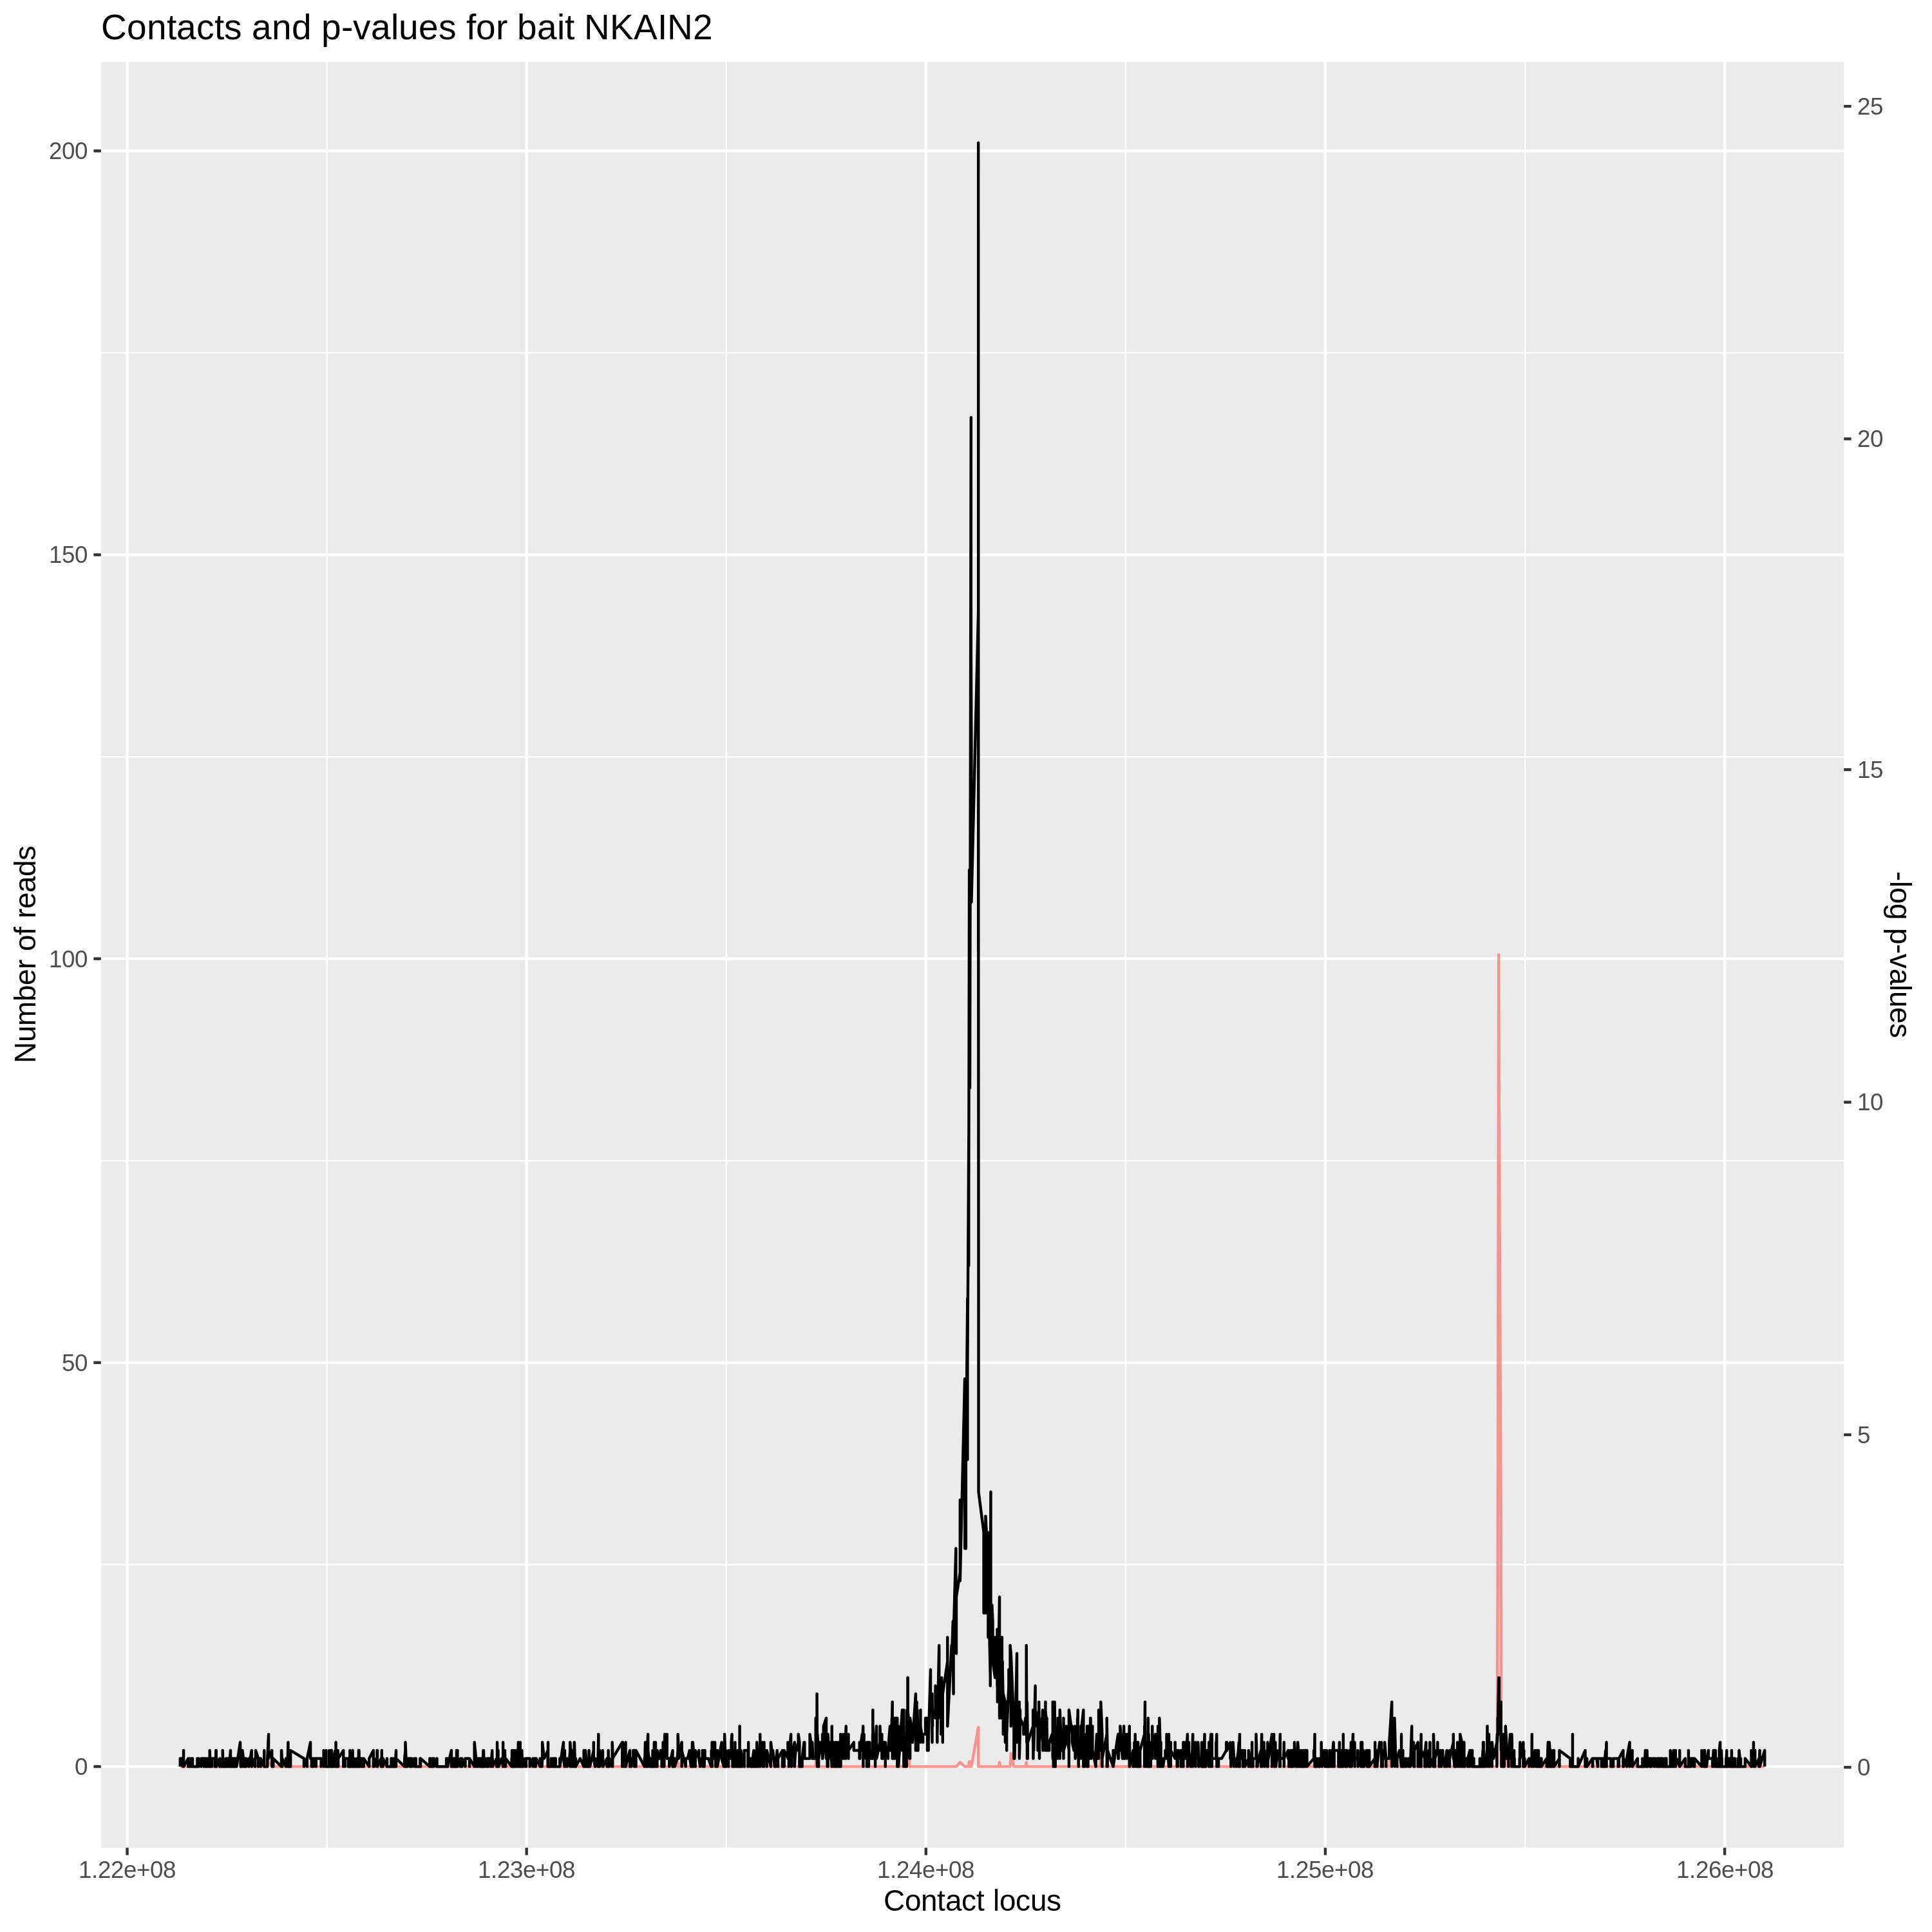 Contacts and p-values for bait NKAIN2
Number of reads
200
150
100
50
0
25
20
15
10
5
0
-log p-values
1.22e+08
1.23e+08
1.24e+08
1.25e+08
1.26e+08
Contact locus